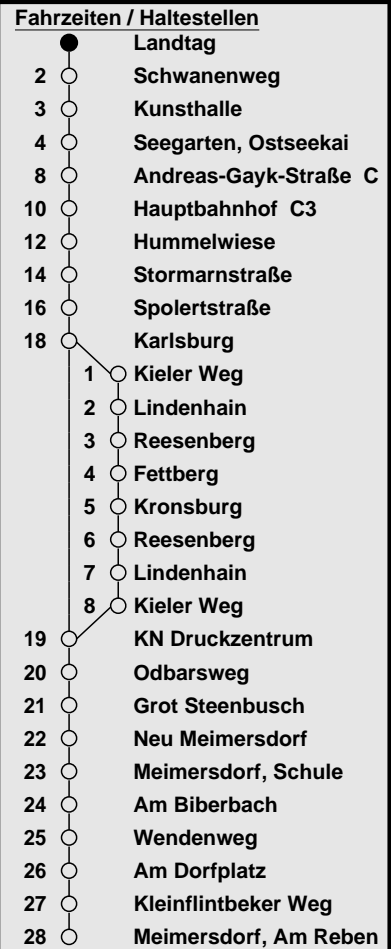 Fahrzeiten / Haltestellen
Landtag
2 Schwanenweg
3 Kunsthalle
4 Seegarten, Ostseekai
8 Andreas-Gayk-Straße C
10 Hauptbahnhof C3
12 Hummelwiese
14 Stormarnstraße
16 Spolertstraße
18 Karlsburg
1 Kieler Weg
2 Lindenhain
3 Reesenberg
4 Fettberg
5 Kronsburg
6 Reesenberg
7 Lindenhain
8 Kieler Weg
19 KN Druckzentrum
20 Odbarsweg
21 Grot Steenbusch
22 Neu Meimersdorf
23 Meimersdorf, Schule
24 Am Biberbach
25 Wendenweg
26 Am Dorfplatz
27 Kleinflintbeker Weg
28 Meimersdorf, Am Reben